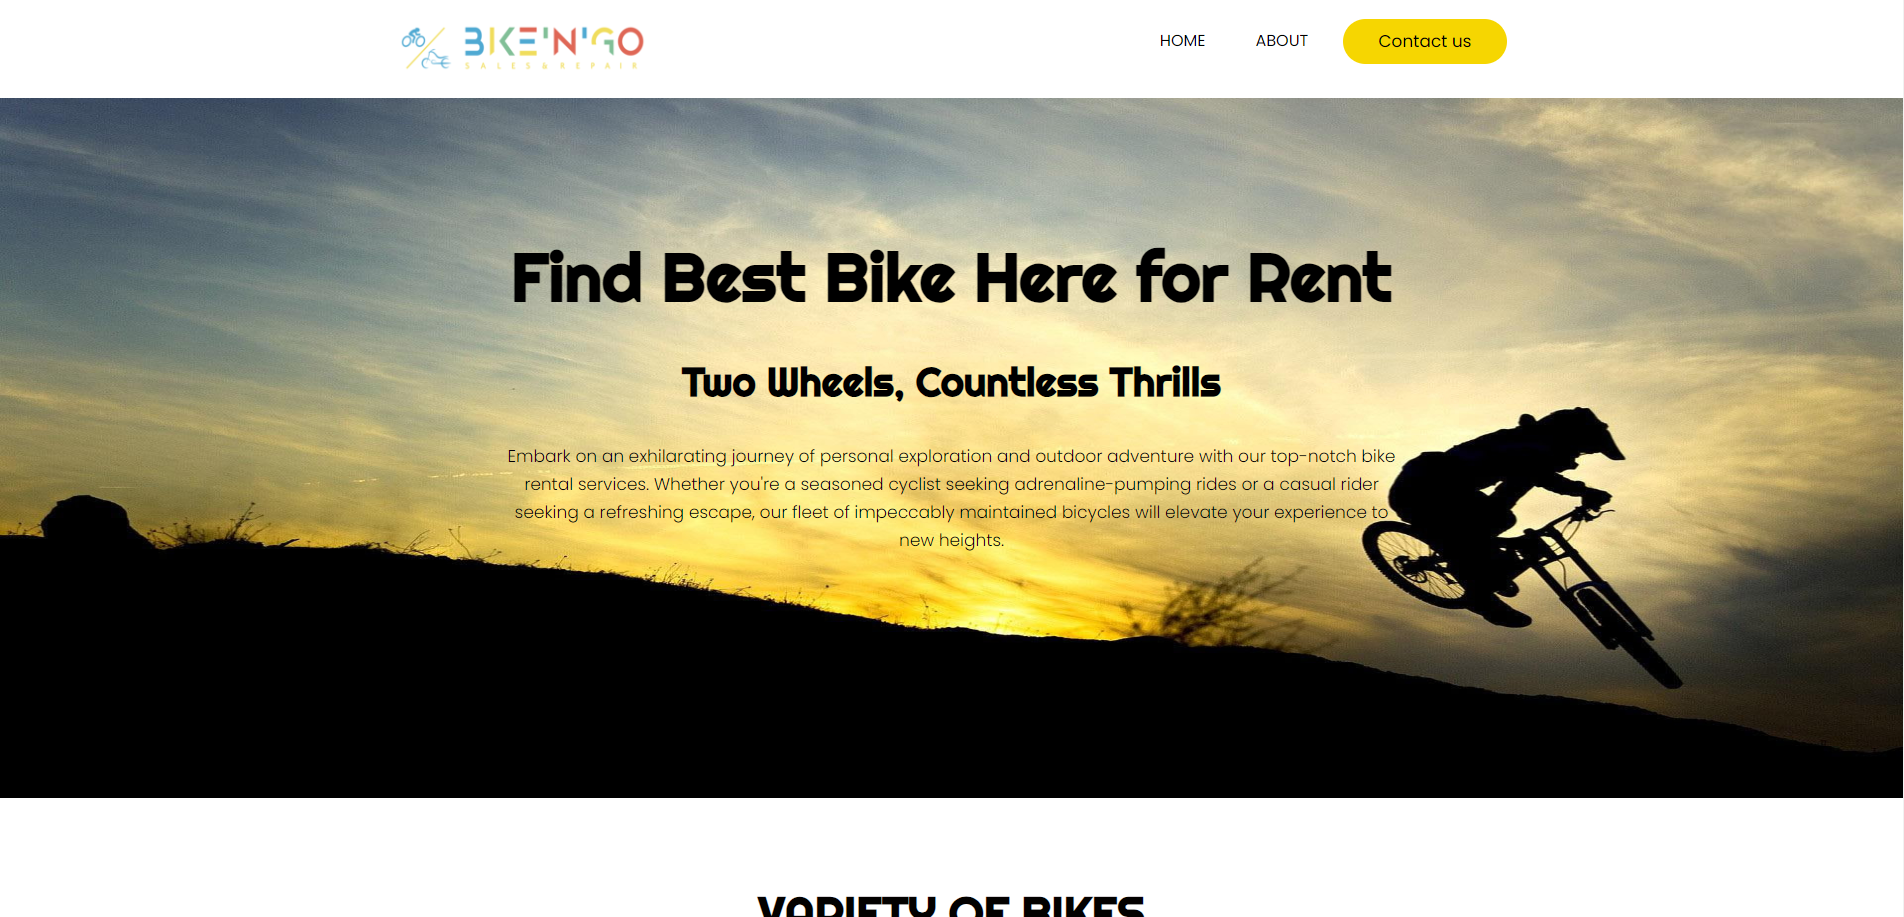 BIKE'N'GO
SALES & REPAIR
HOME ABOUT Contact us
Find Best Bike Here for Rent
Two Wheels, Countless Thrills
Embark on an exhilarating journey of personal exploration and outdoor adventure with our top-notch bike
rental services. Whether you're a seasoned cyclist seeking adrenaline-pumping rides or a casual rider
seeking a refreshing escape, our fleet of impeccably maintained bicycles will elevate your experience to
new heights.
VARIETY OF BIKES